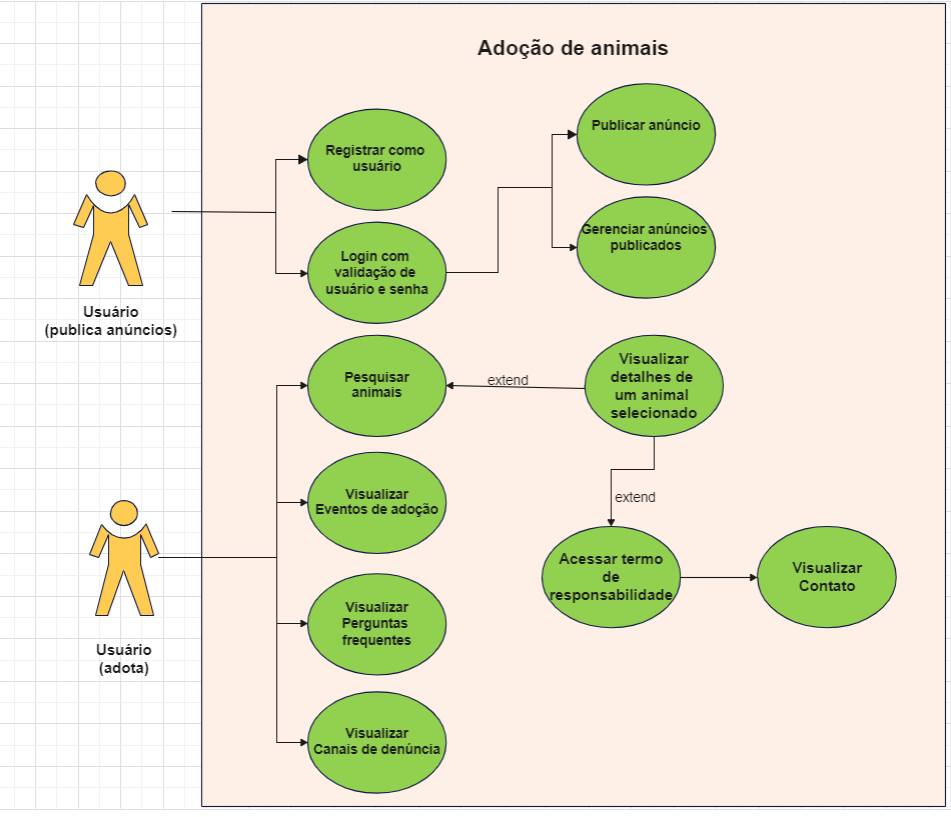 Adoção de animais
Registrar como
usuário
Publicar anúncio
Gerenciar anúncios
publicados
Login com
validação de
usuário e senha
Usuário
(publica anúncios)
Pesquisar
animais
extend
Visualizar
detalhes de
um animal
selecionado
Visualizar
Eventos de adoção
extend
Acessar termo
de
responsabilidade
Visualizar
Contato
Visualizar
Perguntas
frequentes
Usuário
(adota)
Visualizar
Canais de denúncia